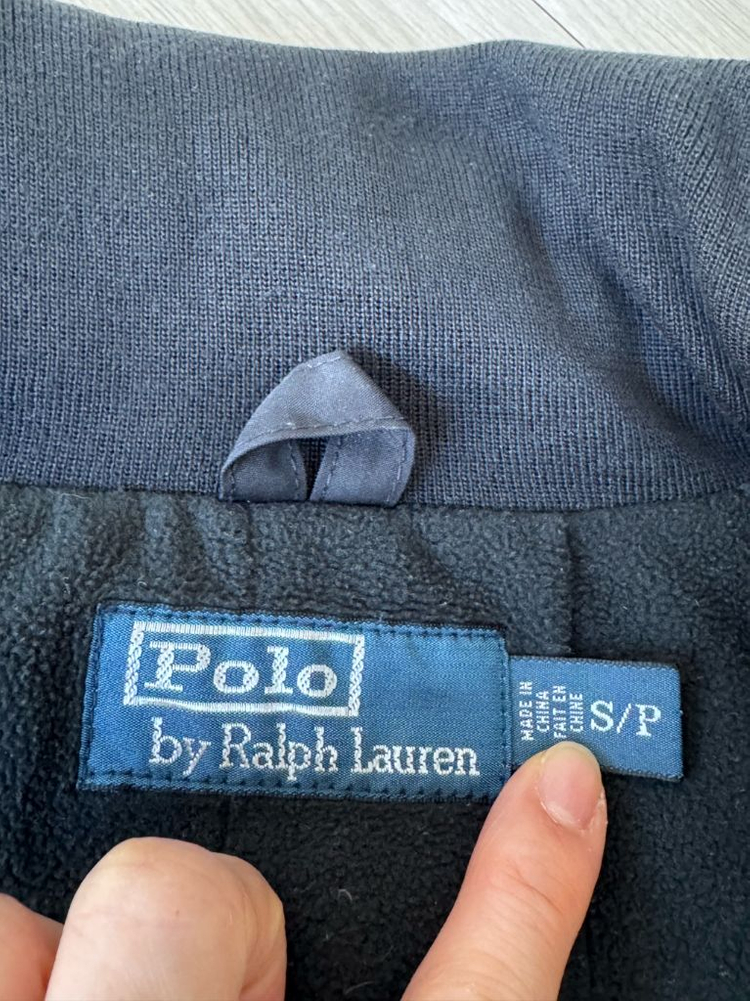 Polo
by Ralph Lauren
MADE IN
CHINA
FAIT EN
CHINE
S/P